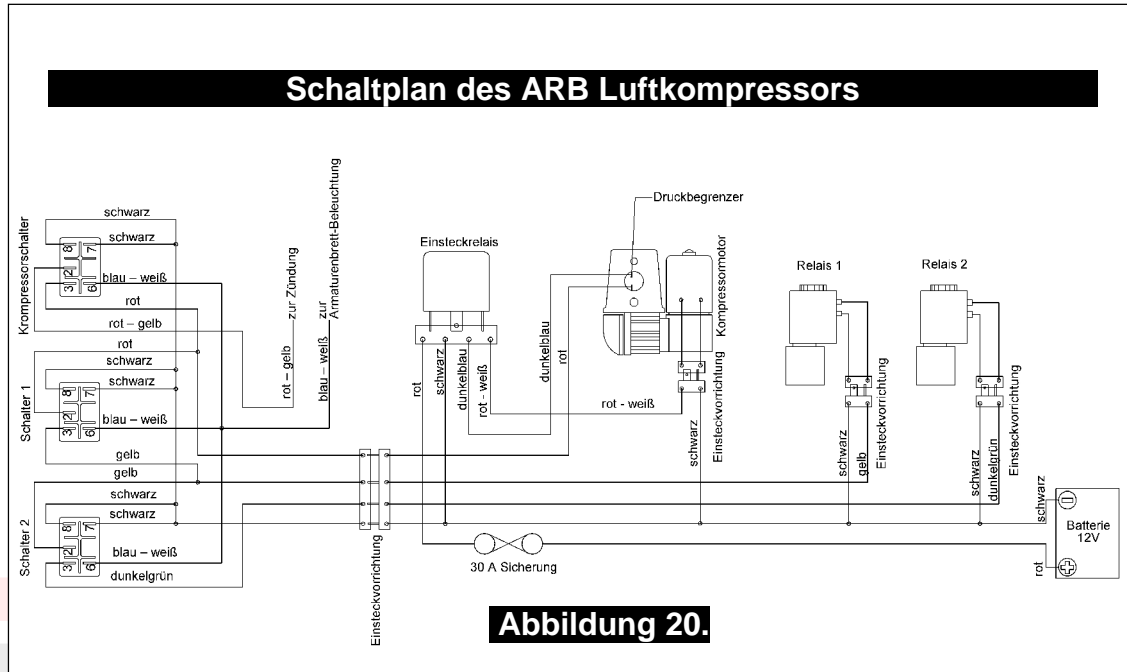 Schaltplan des ARB Luftkompressors
Krompressorschalter
schwarz
schwarz
8
7
2
3
6
blau – weiß
rot
rot – gelb
rot
schwarz
schwarz
Schalter 1
8
7
2
3
6
blau – weiß
gelb
gelb
schwarz
schwarz
Schalter 2
8
7
2
3
6
blau – weiß
dunkelgrün
rot – gelb
zur Zündung
blau – weiß
zur
Armaturenbrett-Beleuchtung
Einsteckvorrichtung
Einsteckrelais
rot
schwarz
dunkelblau
rot - weiß
30 A Sicherung
dunkelblau
rot
Druckbegrenzer
Kompressormotor
rot - weiß
Einsteckvorrichtung
schwarz
Relais 1
schwarz
gelb
Einsteckvorrichtung
Relais 2
schwarz
dunkelgrün
Einsteckvorrichtung
schwarz
rot
Batterie
12V
Abbildung 20.